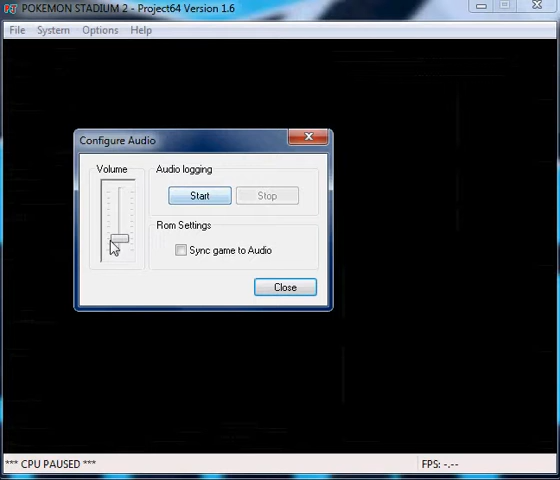 POKEMON STADIUM 2 - Project64 Version 1.6
File System Options Help
Configure Audio
Volume
Audio logging
Start Stop
Rom Settings
Sync game to Audio
Close
*** CPU PAUSED *** FPS: -.--